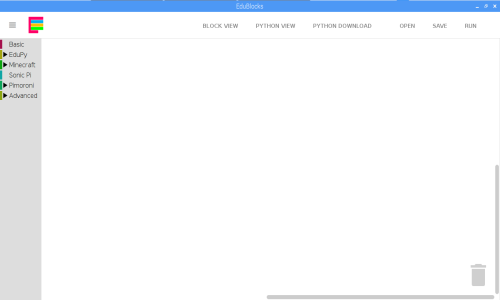 EduBlocks
BLOCK VIEW PYTHON VIEW PYTHON DOWNLOAD OPEN SAVE RUN
Basic
EduPy
Minecraft
Sonic Pi
Pimoroni
Advanced